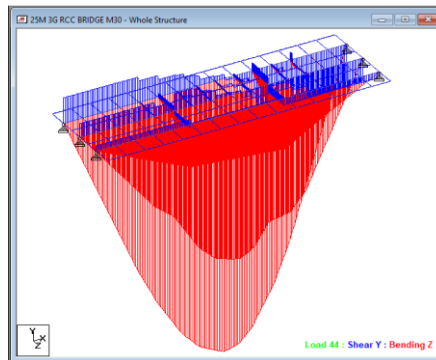 25M 3G RCC BRIDGE M30 - Whole Structure
Y
X
Z
Load 44 : Shear Y : Bending Z